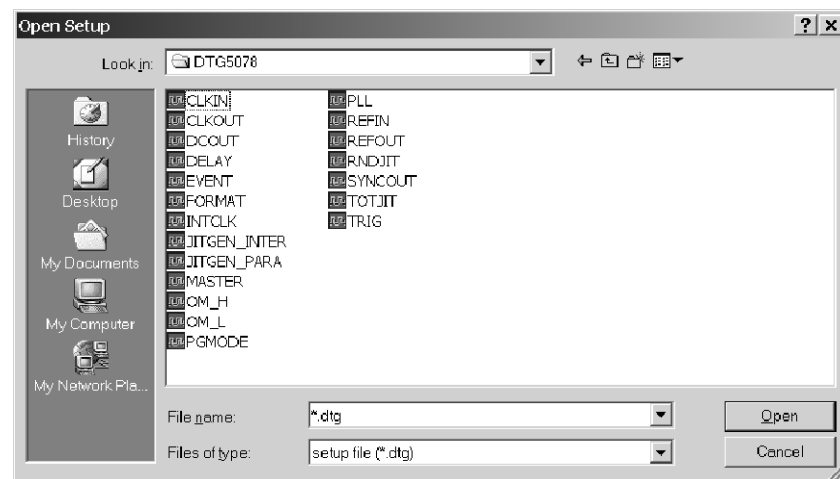 Open Setup
Look in: DTG5078
History
Desktop
My Documents
My Computer
My Network Pla...
CLKIN
CLKOUT
DCOUT
DELAY
EVENT
FORMAT
INTCLK
JITGEN_INTER
JITGEN_PARA
MASTER
OM_H
OM_L
PGMODE
PLL
REFIN
REFOUT
RNDJIT
SYNCOUT
TOTJIT
TRIG
File name: *.dtg Open
Files of type: setup file (*.dtg) Cancel